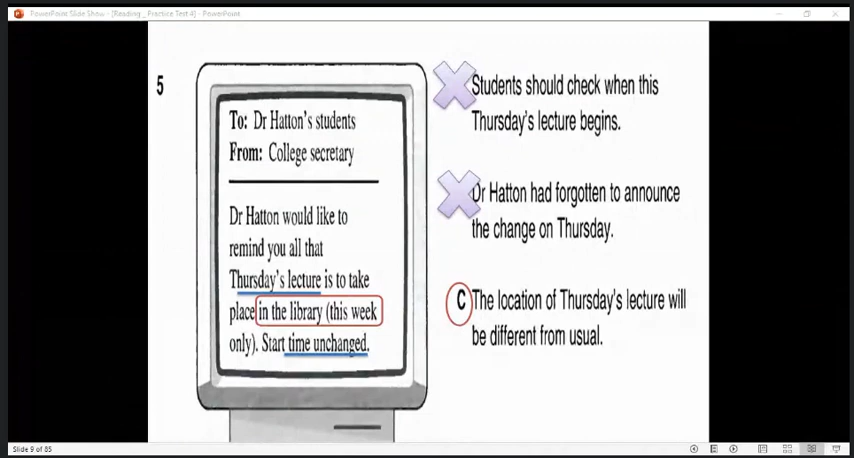 PowerPoint Slide Show - [Reading _ Practice Test 4] - PowerPoint
5
To: Dr Hatton's students
From: College secretary
Dr Hatton would like to
remind you all that
Thursday's lecture is to take
place in the library (this week
only). Start time unchanged.
Students should check when this
Thursday's lecture begins.
Dr Hatton had forgotten to announce
the change on Thursday.
C The location of Thursday's lecture will
be different from usual.
Slide 9 of 85